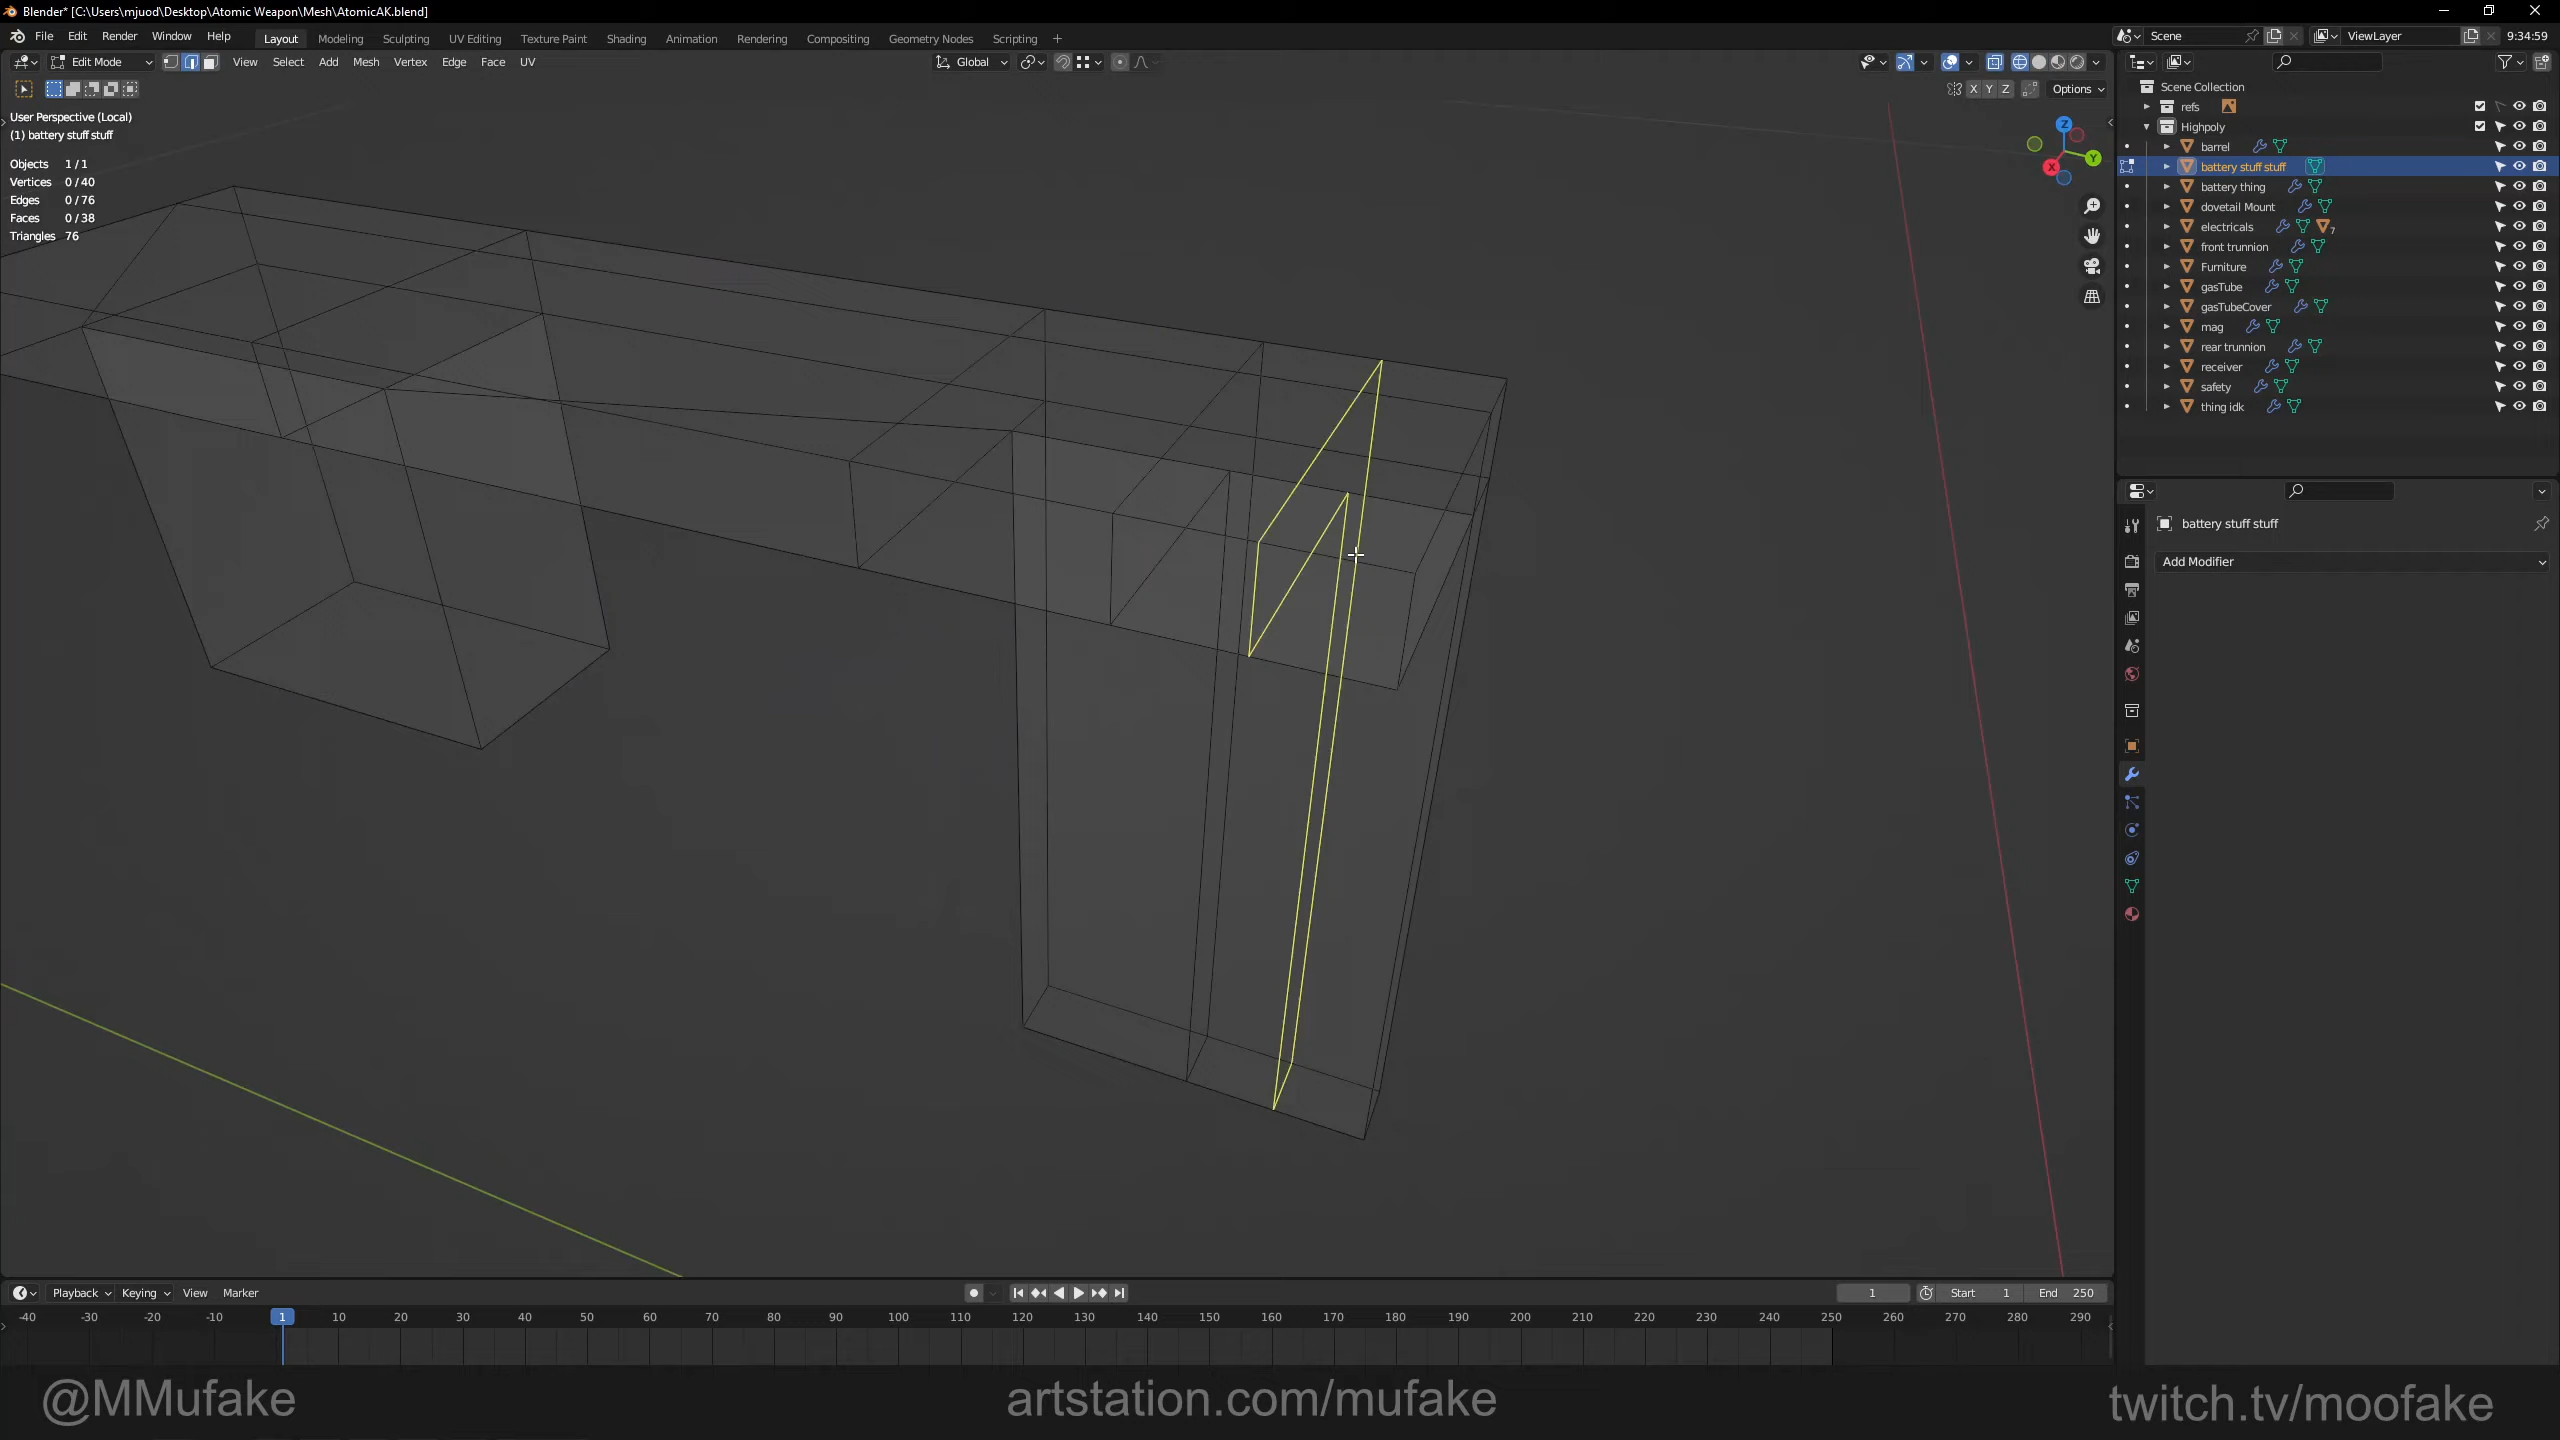 Blender* [C:\Users\mjuod\Desktop\Atomic Weapon\Mesh\AtomicAK.blend]
File Edit Render Window Help Layout Modeling Sculpting UV Editing Texture Paint Shading Animation Rendering Compositing Geometry Nodes Scripting + Scene ViewLayer 9:34:59
Edit Mode View Select Add Mesh Vertex Edge Face UV Global
X Y Z Options
User Perspective (Local)
(1) battery stuff stuff
Objects 1/1
Vertices 0/40
Edges 0/76
Faces 0/38
Triangles 76
Z
Y
X
Scene Collection
refs
Highpoly
barrel
battery stuff stuff
battery thing
dovetail Mount
electricals 7
front trunnion
Furniture
gasTube
gasTubeCover
mag
rear trunnion
receiver
safety
thing idk
battery stuff stuff
Add Modifier
Playback Keying View Marker 1 Start 1 End 250
-40 -30 -20 -10 1 10 20 30 40 50 60 70 80 90 100 110 120 130 140 150 160 170 180 190 200 210 220 230 240 250 260 270 280 290
@MMufake artstation.com/mufake twitch.tv/moofake